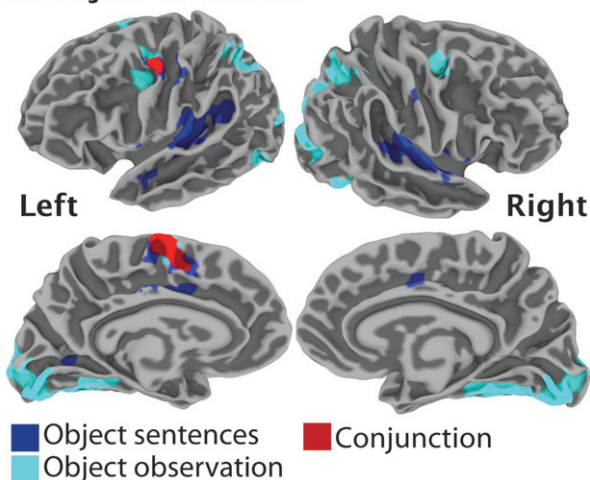 Left
Right
Object sentences
Conjunction
Object observation